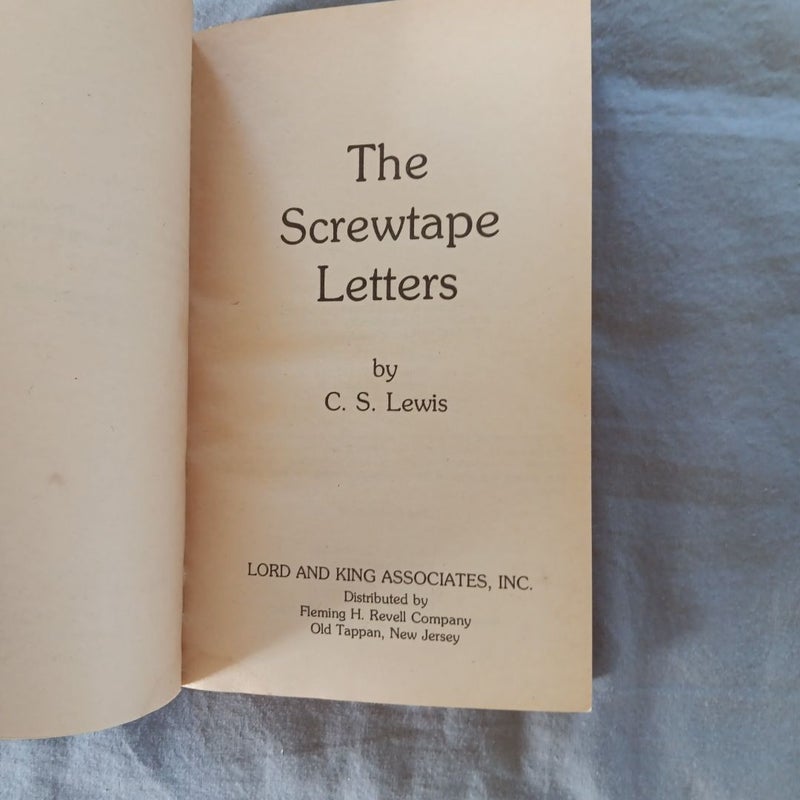 The
Screwtape
Letters
by
C. S. Lewis
LORD AND KING ASSOCIATES, INC.
Distributed by
Fleming H. Revell Company
Old Tappan, New Jersey